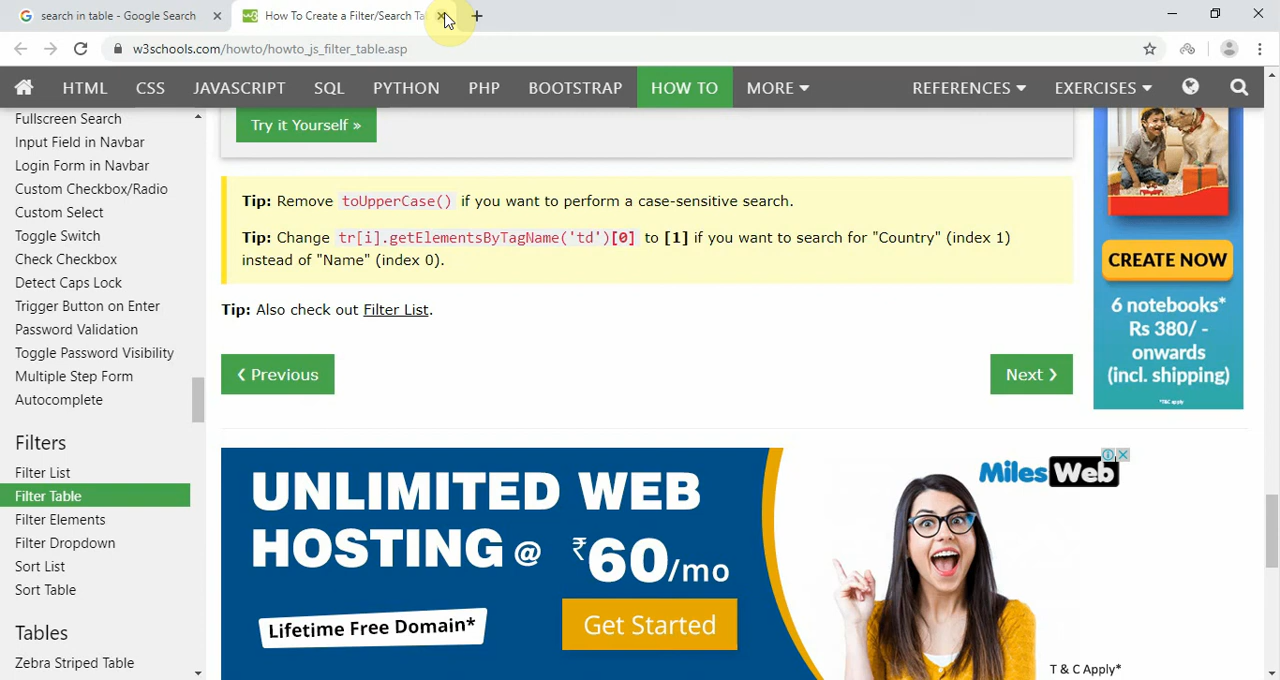 search in table - Google Search
How To Create a Filter/Search Ta
w3schools.com/howto/howto_js_filter_table.asp
HTML CSS JAVASCRIPT SQL PYTHON PHP BOOTSTRAP HOW TO MORE REFERENCES EXERCISES
Fullscreen Search
Input Field in Navbar
Login Form in Navbar
Custom Checkbox/Radio
Custom Select
Toggle Switch
Check Checkbox
Detect Caps Lock
Trigger Button on Enter
Password Validation
Toggle Password Visibility
Multiple Step Form
Autocomplete
Filters
Filter List
Filter Table
Filter Elements
Filter Dropdown
Sort List
Sort Table
Tables
Zebra Striped Table
Try it Yourself »
Tip: Remove toUpperCase() if you want to perform a case-sensitive search.
Tip: Change tr[i].getElementsByTagName('td')[0] to [1] if you want to search for "Country" (index 1)
instead of "Name" (index 0).
Tip: Also check out Filter List.
❮ Previous
Next ❯
CREATE NOW
6 notebooks*
Rs 380/ -
onwards
(incl. shipping)
*T&C apply
UNLIMITED WEB
HOSTING @ ₹60/mo
Lifetime Free Domain*
Get Started
MilesWeb
T & C Apply*